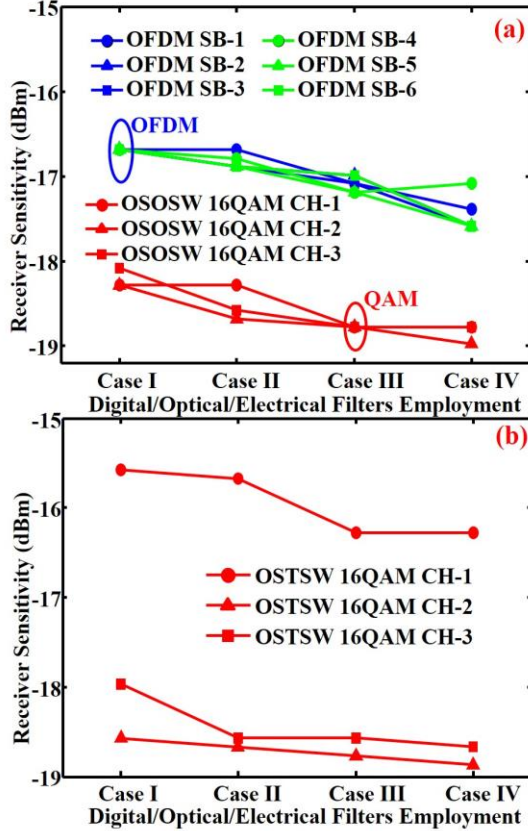 (a)
OFDM SB-1 OFDM SB-4
OFDM SB-2 OFDM SB-5
OFDM SB-3 OFDM SB-6
OFDM
OSOSW 16QAM CH-1
OSOSW 16QAM CH-2
OSOSW 16QAM CH-3
QAM
Receiver Sensitivity (dBm)
-15
-16
-17
-18
-19
Case I Case II Case III Case IV
Digital/Optical/Electrical Filters Employment
(b)
OSTSW 16QAM CH-1
OSTSW 16QAM CH-2
OSTSW 16QAM CH-3
Receiver Sensitivity (dBm)
-15
-16
-17
-18
-19
Case I Case II Case III Case IV
Digital/Optical/Electrical Filters Employment